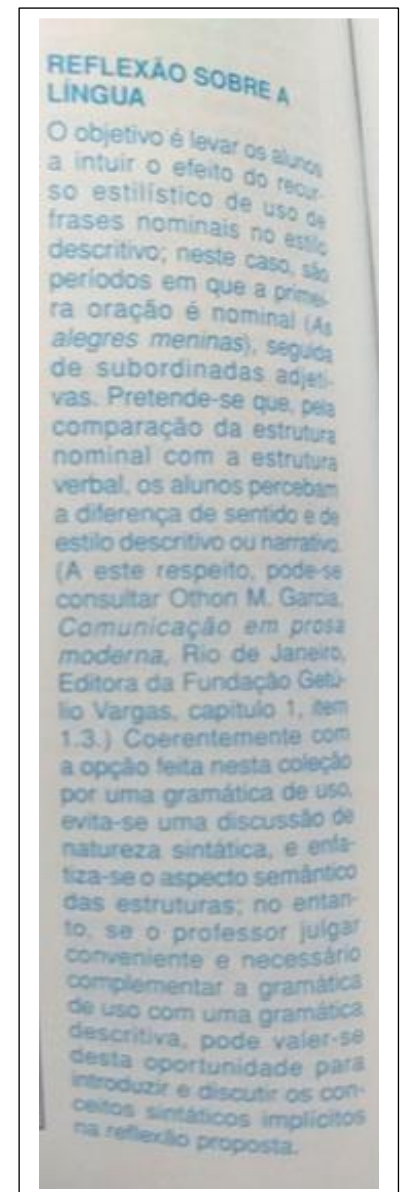 REFLEXÃO SOBRE A
LÍNGUA
O objetivo é levar os alunos
a intuir o efeito do recur-
so estilístico de uso de
frases nominais no estilo
descritivo; neste caso, são
períodos em que a primei-
ra oração é nominal (As
alegres meninas), seguida
de subordinadas adjeti-
vas. Pretende-se que, pela
comparação da estrutura
nominal com a estrutura
verbal, os alunos percebam
a diferença de sentido e de
estilo descritivo ou narrativo.
(A este respeito, pode-se
consultar Othon M. Garcia,
Comunicação em prosa
moderna, Rio de Janeiro,
Editora da Fundação Getú-
lio Vargas, capítulo 1, item
1.3.) Coerentemente com
a opção feita nesta coleção
por uma gramática de uso,
evita-se uma discussão de
natureza sintática, e enfa-
tiza-se o aspecto semântico
das estruturas; no entan-
to, se o professor julgar
conveniente e necessário
complementar a gramática
de uso com uma gramática
descritiva, pode valer-se
desta oportunidade para
introduzir e discutir os con-
ceitos sintáticos implícitos
na reflexão proposta.